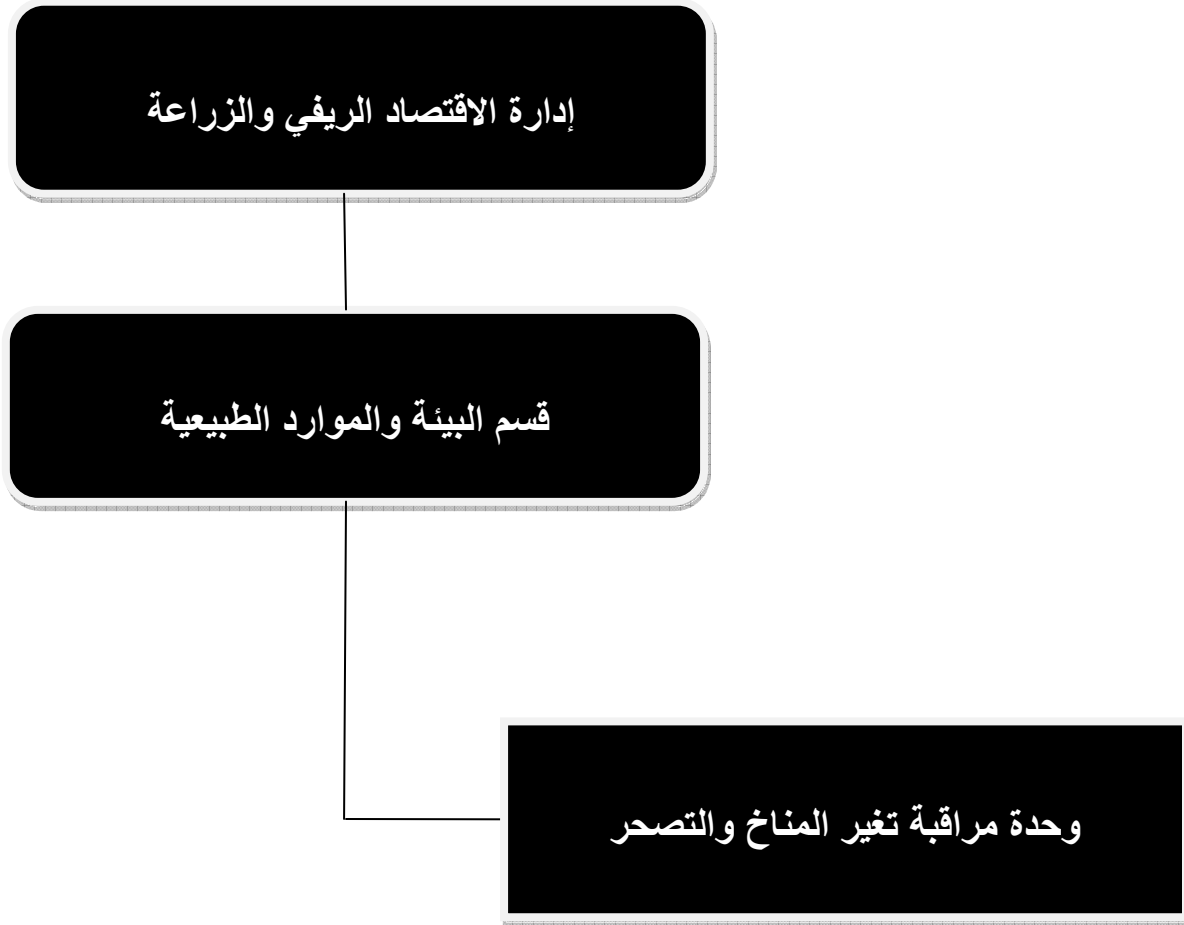 إدارة الاقتصاد الريفي والزراعة
قسم البيئة والموارد الطبيعية
وحدة مراقبة تغير المناخ والتصحر